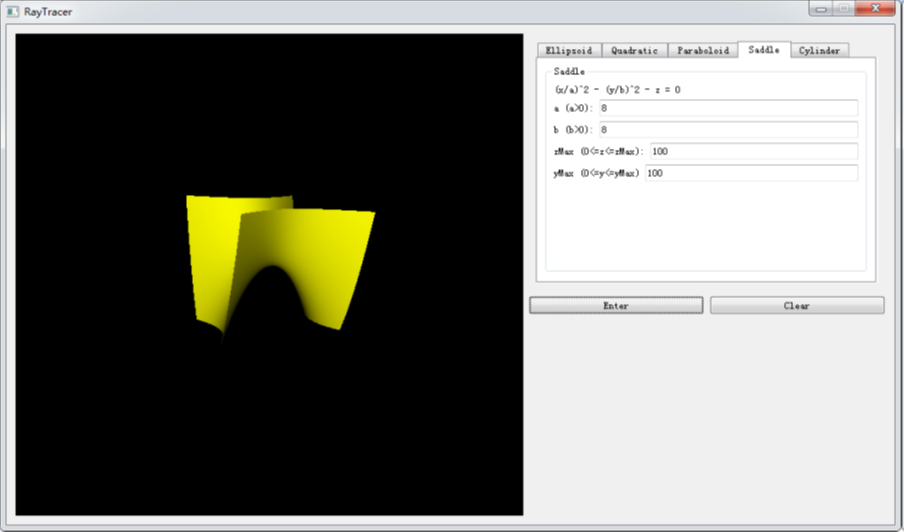 RayTracer
Ellipsoid Quadratic Paraboloid Saddle Cylinder
Saddle
(x/a)^2 - (y/b)^2 - z = 0
a (a>0): 8
b (b>0): 8
zMax (0<=z<=zMax): 100
yMax (0<=y<=yMax) 100
Enter Clear